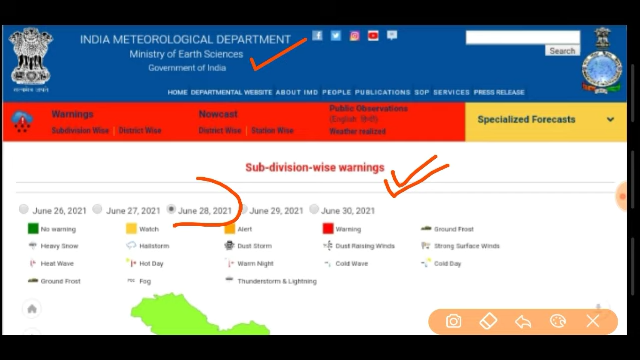 INDIA METEOROLOGICAL DEPARTMENT
Ministry of Earth Sciences
Government of India
Search
HOME DEPARTMENTAL WEBSITE ABOUT IMD PEOPLE PUBLICATIONS SOP SERVICES PRESS RELEASE
Warnings
Subdivision Wise | District Wise
Nowcast
District Wise | Station Wise
Public Observations
(English हिन्दी)
Weather realized
Specialized Forecasts
Sub-division-wise warnings
June 26, 2021 June 27, 2021 June 28, 2021 June 29, 2021 June 30, 2021
No warning Watch Alert Warning Ground Frost
Heavy Snow Hailstorm Dust Storm Dust Raising Winds Strong Surface Winds
Heat Wave Hot Day Warm Night Cold Wave Cold Day
Ground Frost Fog Thunderstorm & Lightning